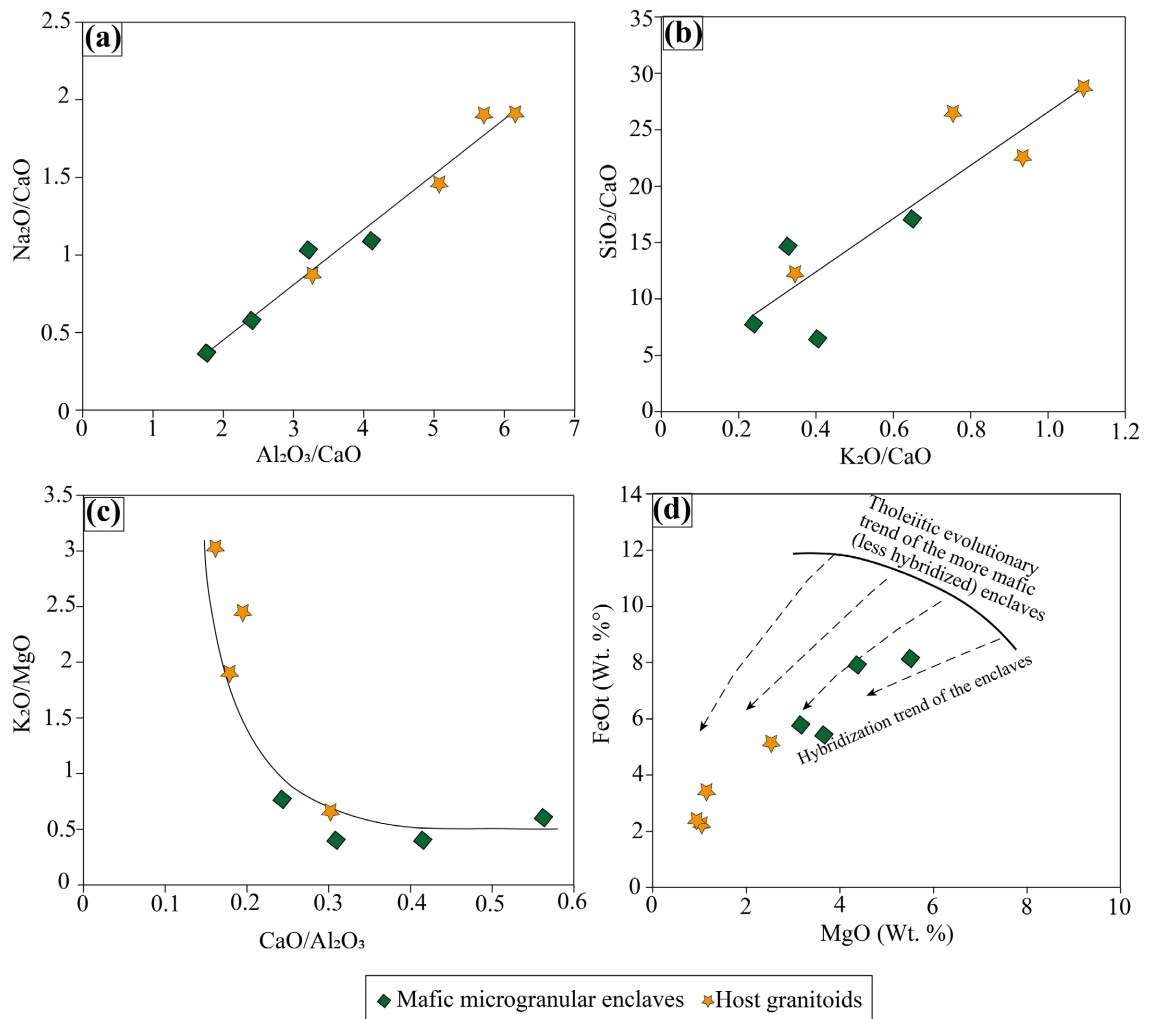 (a)
2.5
2
1.5
1
0.5
0
0 1 2 3 4 5 6 7
Na₂O/CaO
Al₂O₃/CaO
(b)
35
30
25
20
15
10
5
0
0 0.2 0.4 0.6 0.8 1.0 1.2
SiO₂/CaO
K₂O/CaO
(c)
3.5
3
2.5
2
1
0.5
0
0 0.1 0.2 0.3 0.4 0.5 0.6
K₂O/MgO
CaO/Al₂O₃
(d)
14
12
10
8
6
4
2
0
0 2 4 6 8 10
FeOt (Wt. %°)
MgO (Wt. %)
Tholeiitic evolutionary
trend of the more mafic
(less hybridized) enclaves
Hybridization trend of the enclaves
Mafic microgranular enclaves Host granitoids